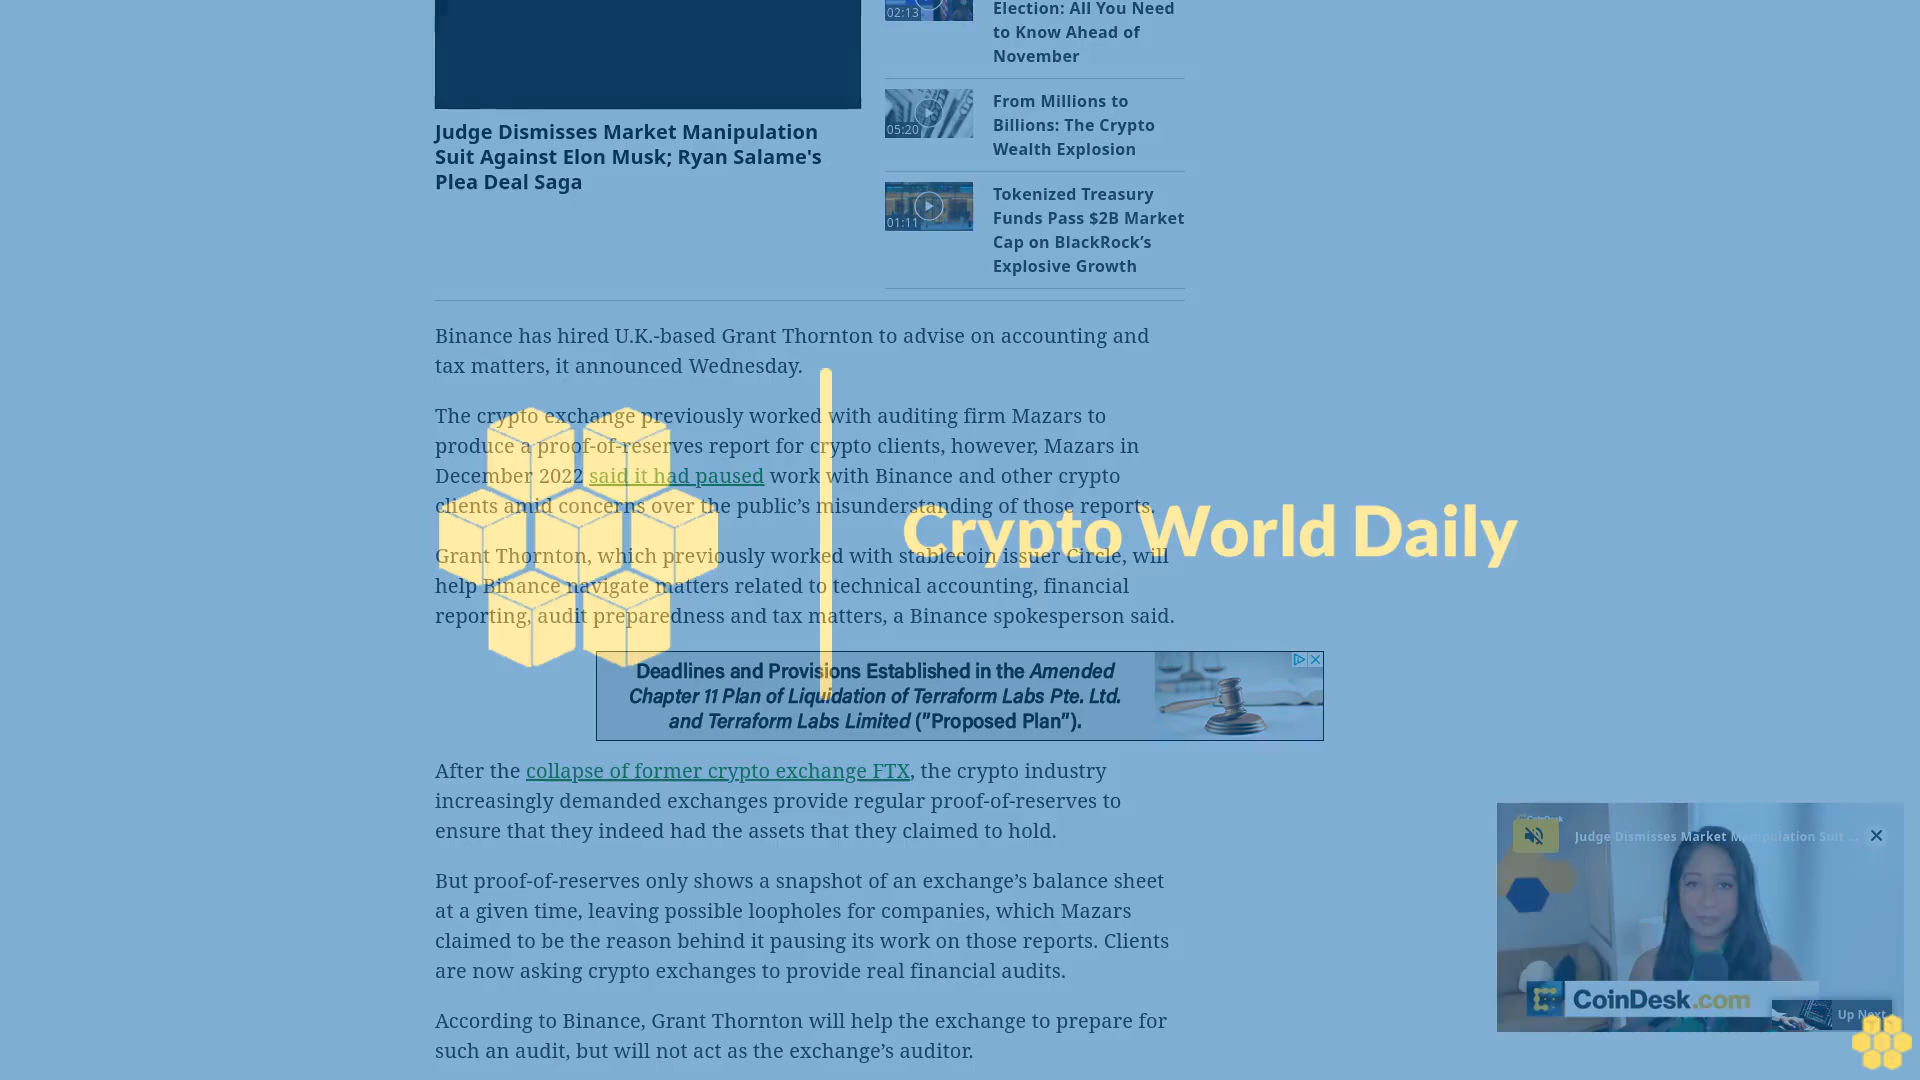 02:13
Election: All You Need
to Know Ahead of
November
05:20
From Millions to
Billions: The Crypto
Wealth Explosion
01:11
Tokenized Treasury
Funds Pass $2B Market
Cap on BlackRock’s
Explosive Growth
Judge Dismisses Market Manipulation
Suit Against Elon Musk; Ryan Salame's
Plea Deal Saga
Binance has hired U.K.-based Grant Thornton to advise on accounting and
tax matters, it announced Wednesday.
The crypto exchange previously worked with auditing firm Mazars to
produce a proof-of-reserves report for crypto clients, however, Mazars in
December 2022 said it had paused work with Binance and other crypto
clients amid concerns over the public’s misunderstanding of those reports.
Crypto World Daily
Grant Thornton, which previously worked with stablecoin issuer Circle, will
help Binance navigate matters related to technical accounting, financial
reporting, audit preparedness and tax matters, a Binance spokesperson said.
Deadlines and Provisions Established in the Amended
Chapter 11 Plan of Liquidation of Terraform Labs Pte. Ltd.
and Terraform Labs Limited ("Proposed Plan").
After the collapse of former crypto exchange FTX, the crypto industry
increasingly demanded exchanges provide regular proof-of-reserves to
ensure that they indeed had the assets that they claimed to hold.
But proof-of-reserves only shows a snapshot of an exchange’s balance sheet
at a given time, leaving possible loopholes for companies, which Mazars
claimed to be the reason behind it pausing its work on those reports. Clients
are now asking crypto exchanges to provide real financial audits.
According to Binance, Grant Thornton will help the exchange to prepare for
such an audit, but will not act as the exchange’s auditor.
CoinDesk
Judge Dismisses Market Manipulation Suit ...
CoinDesk.com
Up Next